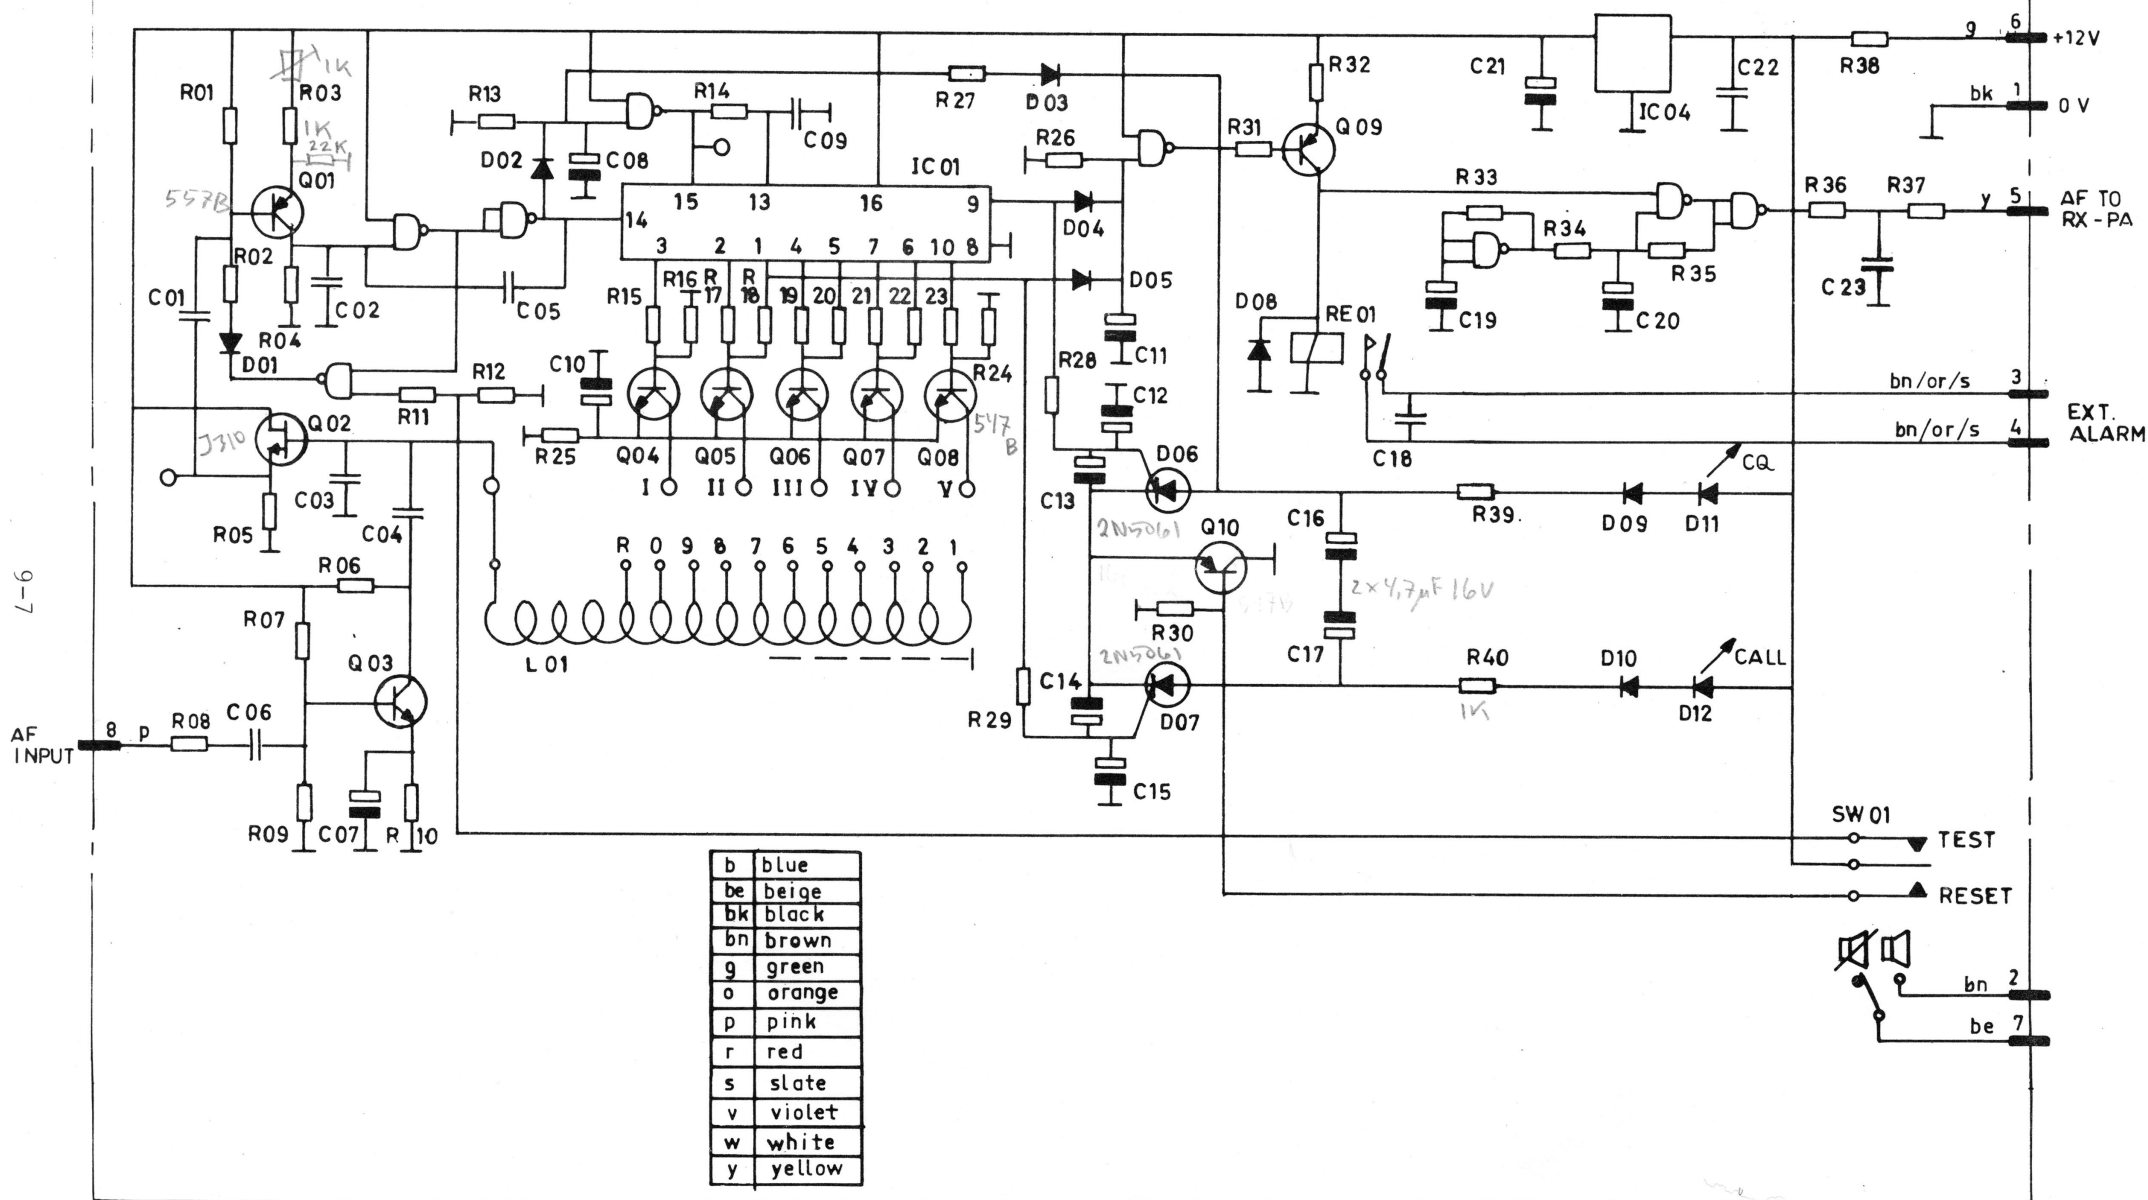 g 6 +12V
1K
R01 R03
R13 R14 R27 D03 R32 C21 IC04 C22 R38
bk 1 0V
1K
22K
D02 C08 C09 R26 R31 Q09
557B Q01 IC01
15 13 16 9
14
3 2 1 4 5 7 6 10 8
D04 R33 R36 R37 y 5 AF TO
RX-PA
R34 R35 C23
R02 C01 C02 C05
R15 R16 R17 R18 19 20 21 22 23 D05
R04 D01
C11 D08 RE01 C19 C20
R12 R11 C10 R24 R28 C12
bn/or/s 3
EXT.
ALARM
bn/or/s 4
J310 Q02 547
B
R25 Q04 Q05 Q06 Q07 Q08 D06 C18 CQ
I II III IV V
C03 C04 R05 C13 2N5061 Q10 C16 R39. D09 D11
R 0 9 8 7 6 5 4 3 2 1
R06
2x4,7µF 16V
9-7
R07 R30
L01 2N5061 C17 R40 D10 CALL
Q03 C14 1K D12
R29 D07
AF
INPUT 8 p R08 C06
C15
R09 C07 R 10
SW01
TEST
RESET
b blue
be beige
bk black
bn brown
g green
o orange
p pink
r red
s slate
v violet
w white
y yellow
bn 2
be 7